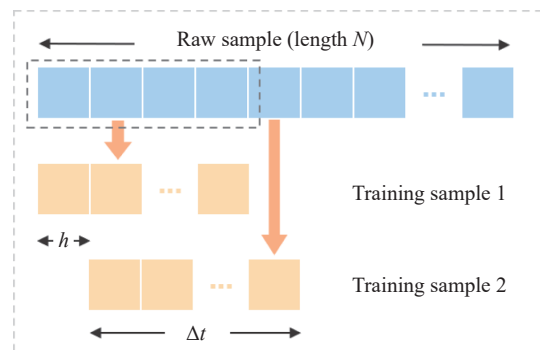 Raw sample (length N)
...
Training sample 1
...
h
Training sample 2
...
Δt